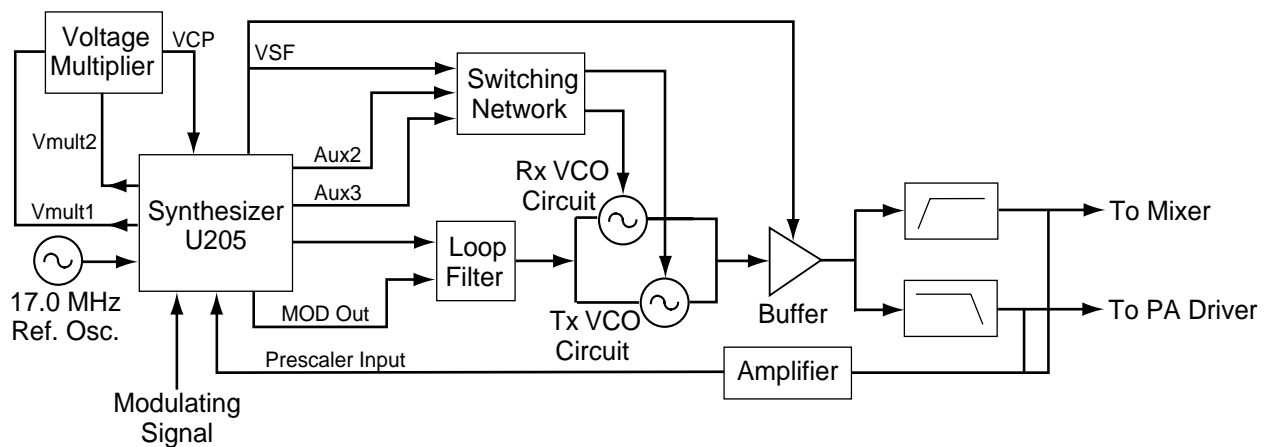 Voltage
Multiplier
VCP
VSF
Switching
Network
Vmult2
Aux2
Aux3
Rx VCO
Circuit
Vmult1
Synthesizer
U205
Loop
Filter
To Mixer
17.0 MHz
Ref. Osc.
MOD Out
Tx VCO
Circuit
Buffer
To PA Driver
Prescaler Input
Amplifier
Modulating
Signal